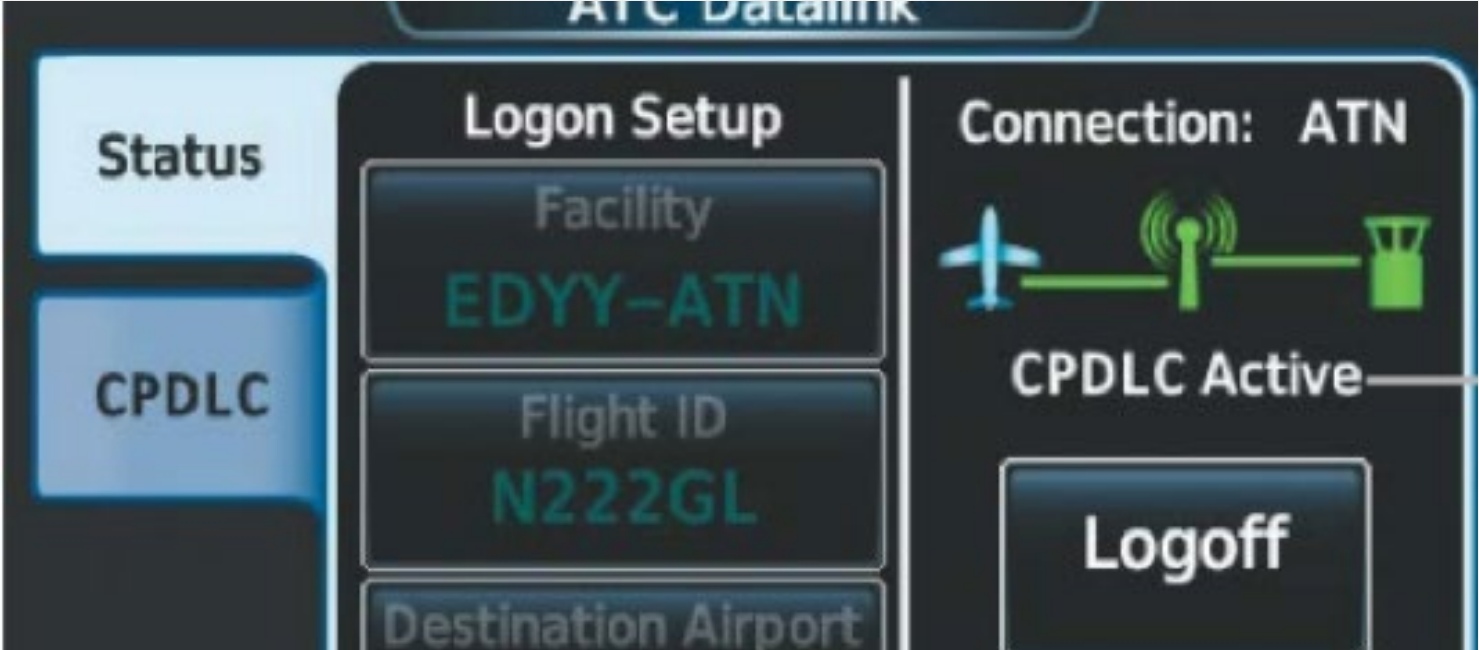 ATC Datalink
Status
CPDLC
Logon Setup
Facility
EDYY-ATN
Flight ID
N222GL
Destination Airport
Connection: ATN
CPDLC Active
Logoff